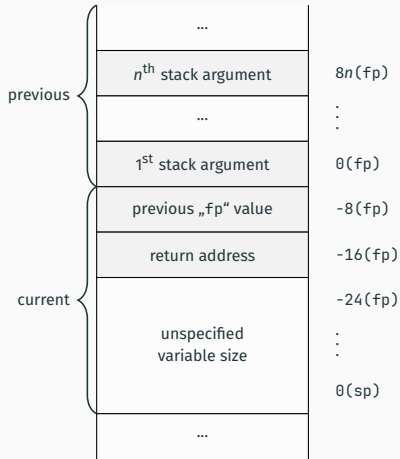 ...
nth stack argument
8n(fp)
previous
...
⋮
1st stack argument
0(fp)
previous „fp“ value
-8(fp)
return address
-16(fp)
current
-24(fp)
unspecified
variable size
⋮
0(sp)
...